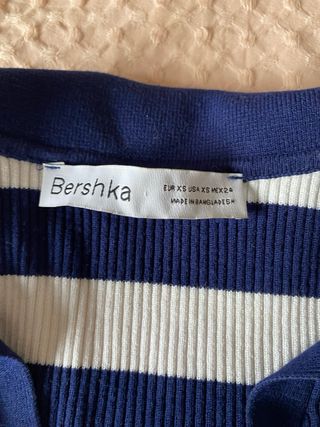 Bershka
EUR XS USA XS MEX 24
MADE IN BANGLADESH